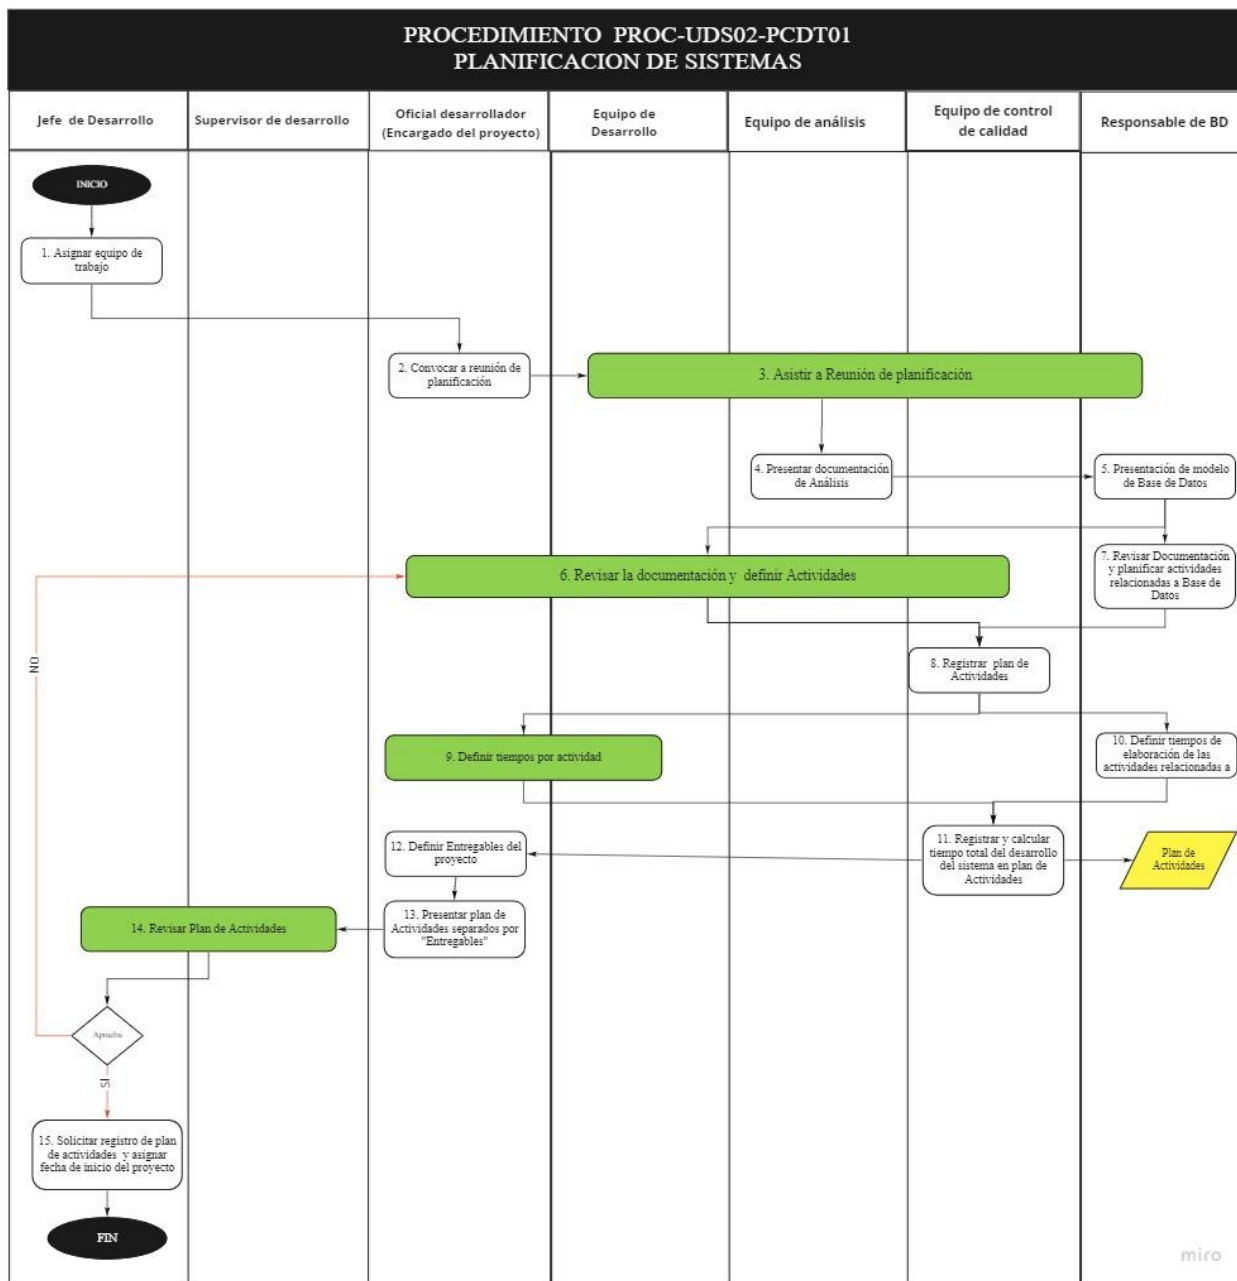 PROCEDIMIENTO PROC-UDS02-PCDT01
PLANIFICACION DE SISTEMAS
Jefe de Desarrollo
Supervisor de desarrollo
Oficial desarrollador
(Encargado del proyecto)
Equipo de
Desarrollo
Equipo de análisis
Equipo de control
de calidad
Responsable de BD
INICIO
1. Asignar equipo de
trabajo
2. Convocar a reunión de
planificación
3. Asistir a Reunión de planificación
4. Presentar documentación
de Análisis
5. Presentación de modelo
de Base de Datos
6. Revisar la documentación y definir Actividades
7. Revisar Documentación
y planificar actividades
relacionadas a Base de
Datos
NO
8. Registrar plan de
Actividades
9. Definir tiempos por actividad
10. Definir tiempos de
elaboración de las
actividades relacionadas a
11. Registrar y calcular
tiempo total del desarrollo
del sistema en plan de
Actividades
Plan de
Actividades
12. Definir Entregables del
proyecto
13. Presentar plan de
Actividades separados por
"Entregables"
14. Revisar Plan de Actividades
Aprueba
SI
15. Solicitar registro de plan
de actividades y asignar
fecha de inicio del proyecto
FIN
miro